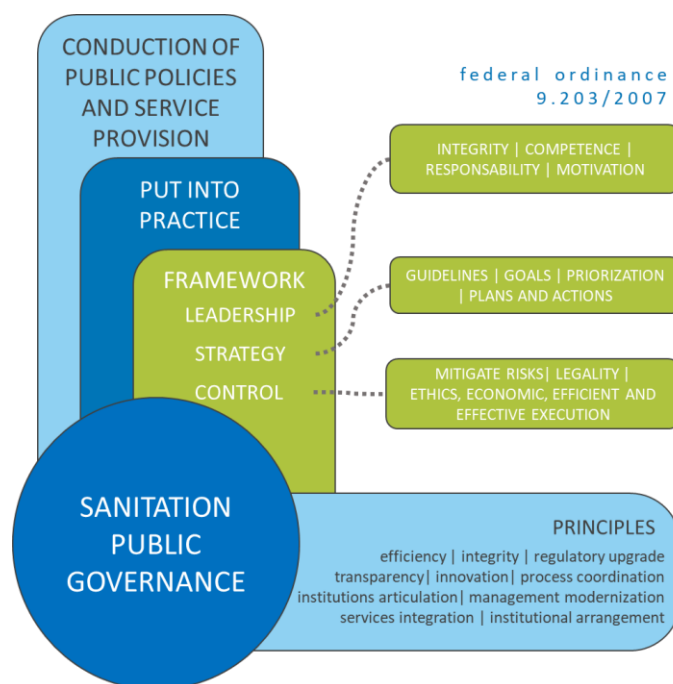 CONDUCTION OF
PUBLIC POLICIES
AND SERVICE
PROVISION
federal ordinance
9.203/2007
PUT INTO
PRACTICE
INTEGRITY | COMPETENCE |
RESPONSABILITY | MOTIVATION
FRAMEWORK
LEADERSHIP
STRATEGY
CONTROL
GUIDELINES | GOALS | PRIORIZATION
| PLANS AND ACTIONS
MITIGATE RISKS| LEGALITY |
ETHICS, ECONOMIC, EFFICIENT AND
EFFECTIVE EXECUTION
SANITATION
PUBLIC
GOVERNANCE
PRINCIPLES
efficiency | integrity | regulatory upgrade
transparency| innovation| process coordination
institutions articulation| management modernization
services integration | institutional arrangement